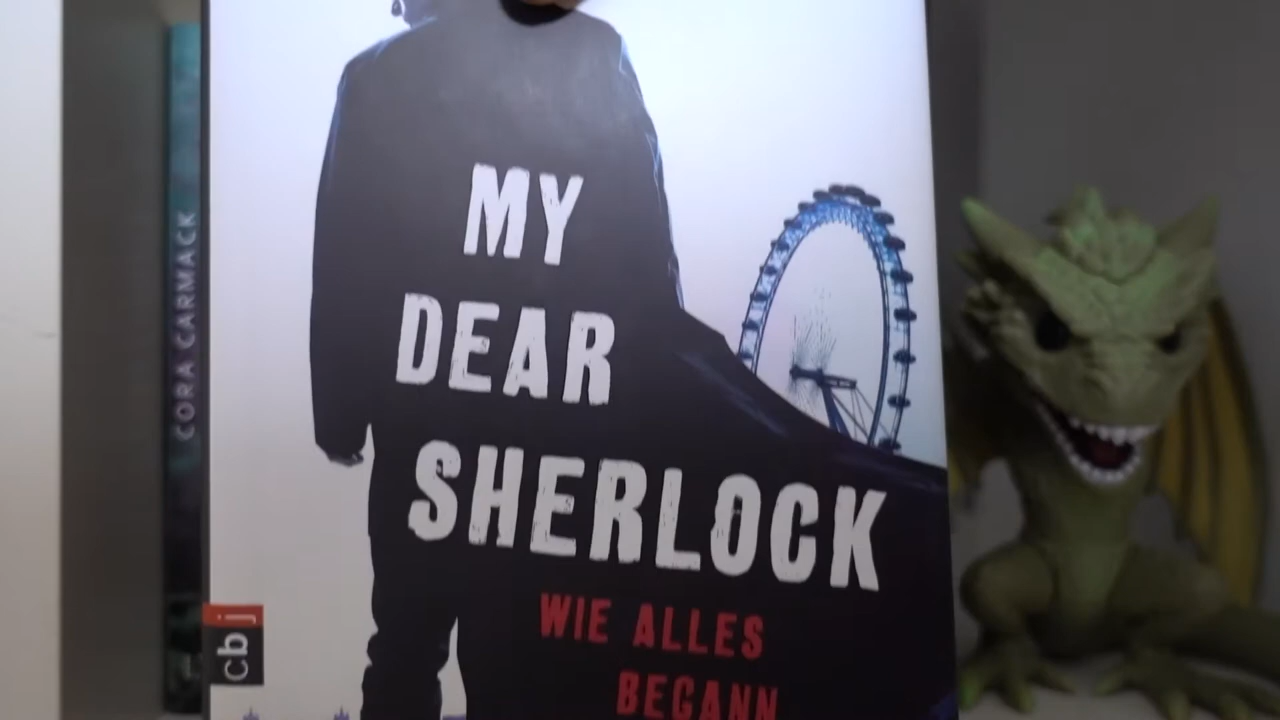 CORA CARMACK
MY
DEAR
SHERLOCK
WIE ALLES
BEGANN
cbj